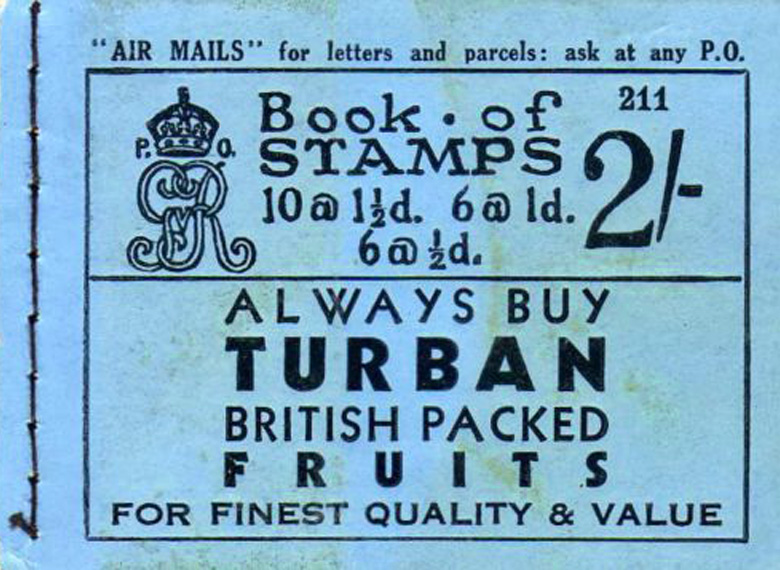 "AIR MAILS" for letters and parcels: ask at any P.O.
P. O.
GVR
Book · of
STAMPS
10 @ 1½d. 6 @ 1d.
6 @ ½d.
211
2/-
ALWAYS BUY
TURBAN
BRITISH PACKED
FRUITS
FOR FINEST QUALITY & VALUE